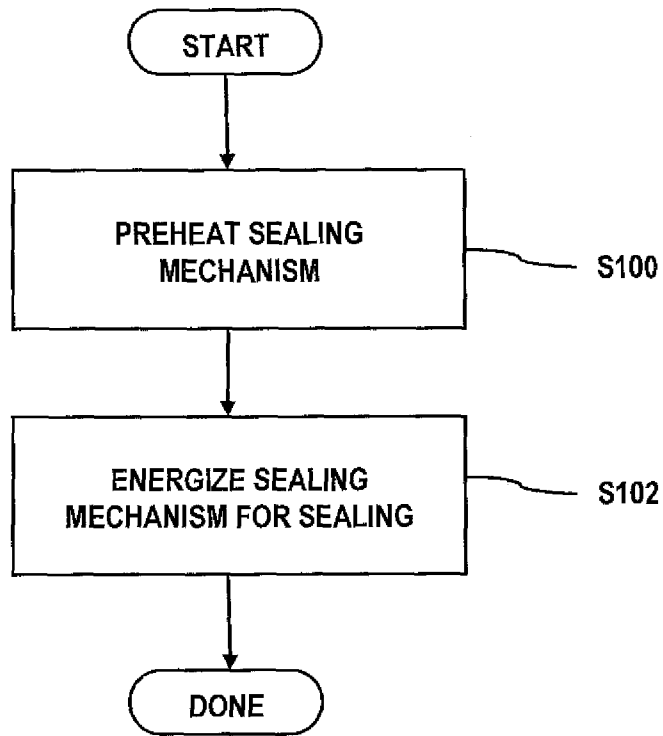 START
PREHEAT SEALING
MECHANISM
S100
ENERGIZE SEALING
MECHANISM FOR SEALING
S102
DONE